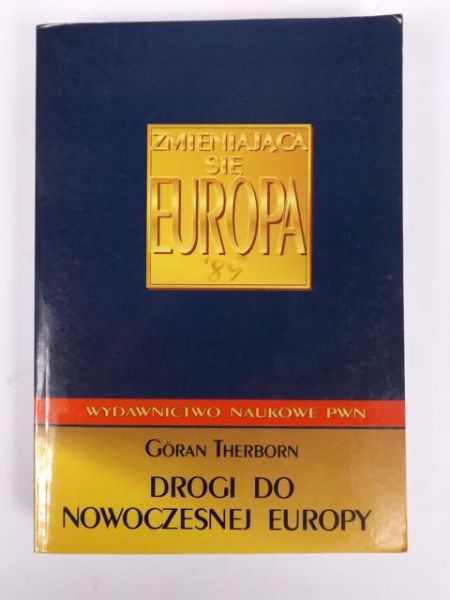 ZMIENIAJĄCA
SIĘ
EUROPA
'89
WYDAWNICTWO NAUKOWE PWN
GÖRAN THERBORN
DROGI DO
NOWOCZESNEJ EUROPY